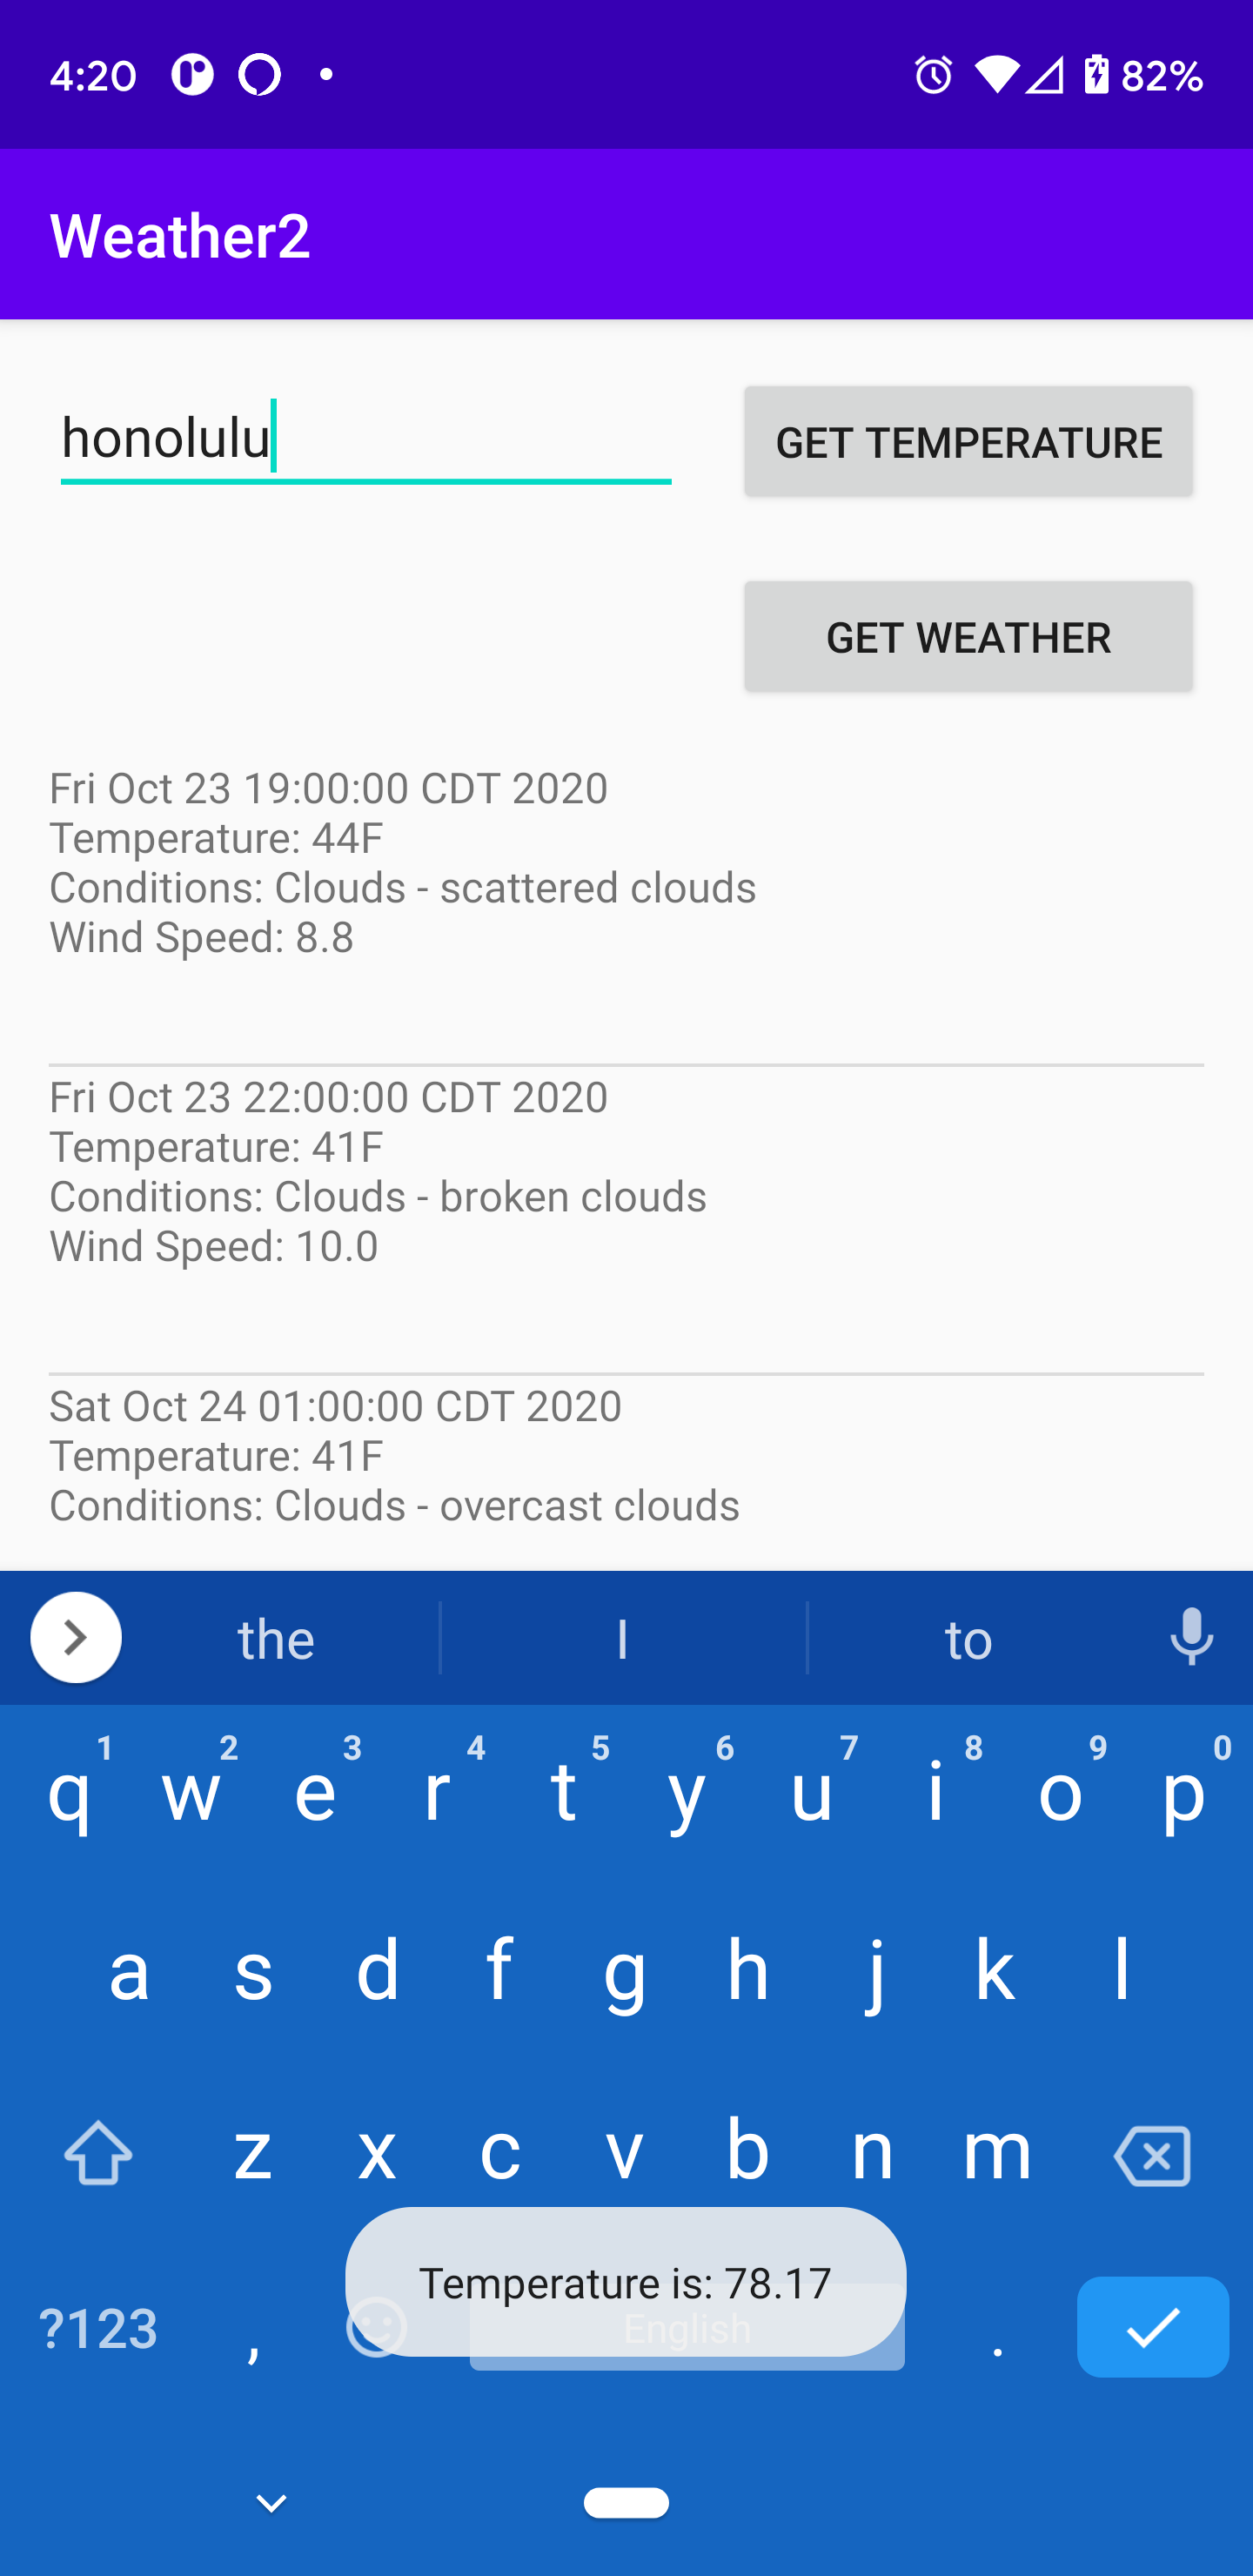 4:20
82%
Weather2
honolulu
GET TEMPERATURE
GET WEATHER
Fri Oct 23 19:00:00 CDT 2020
Temperature: 44F
Conditions: Clouds - scattered clouds
Wind Speed: 8.8
Fri Oct 23 22:00:00 CDT 2020
Temperature: 41F
Conditions: Clouds - broken clouds
Wind Speed: 10.0
Sat Oct 24 01:00:00 CDT 2020
Temperature: 41F
Conditions: Clouds - overcast clouds
the I to
1 2 3 4 5 6 7 8 9 0
q w e r t y u i o p
a s d f g h j k l
z x c v b n m
Temperature is: 78.17
?123 , English .